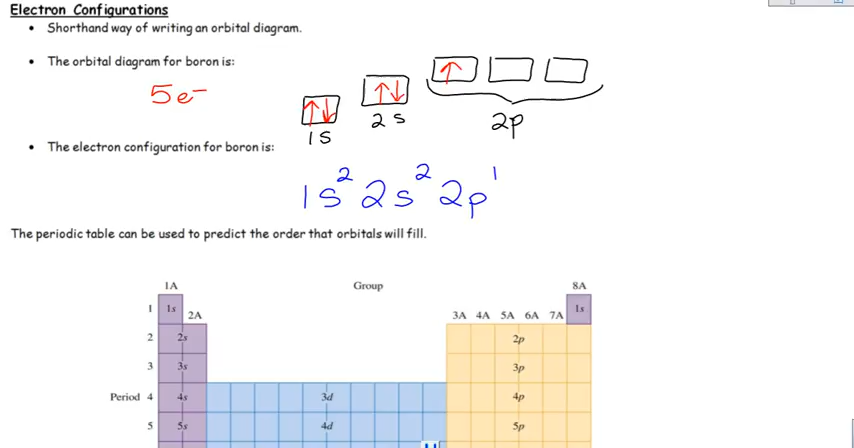 Electron Configurations
• Shorthand way of writing an orbital diagram.
• The orbital diagram for boron is:
5e⁻
1s 2s 2p
• The electron configuration for boron is:
1s² 2s² 2p¹
The periodic table can be used to predict the order that orbitals will fill.
1A Group 8A
1 1s 2A 3A 4A 5A 6A 7A 1s
2 2s 2p
3 3s 3p
Period 4 4s 3d 4p
5 5s 4d 5p